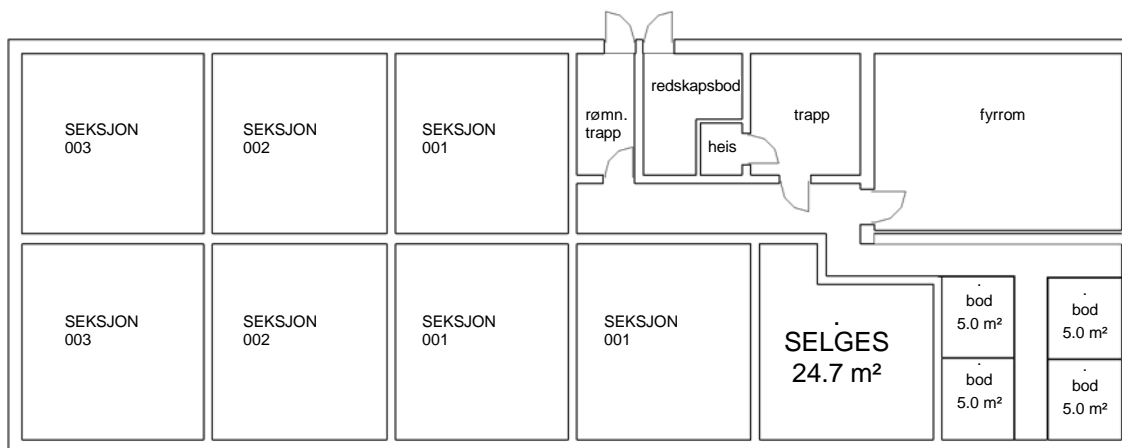 SEKSJON
003
SEKSJON
002
SEKSJON
001
rømn.
trapp
redskapsbod
heis
trapp
fyrrom
SEKSJON
003
SEKSJON
002
SEKSJON
001
SEKSJON
001
SELGES
24.7 m²
bod
5.0 m²
bod
5.0 m²
bod
5.0 m²
bod
5.0 m²